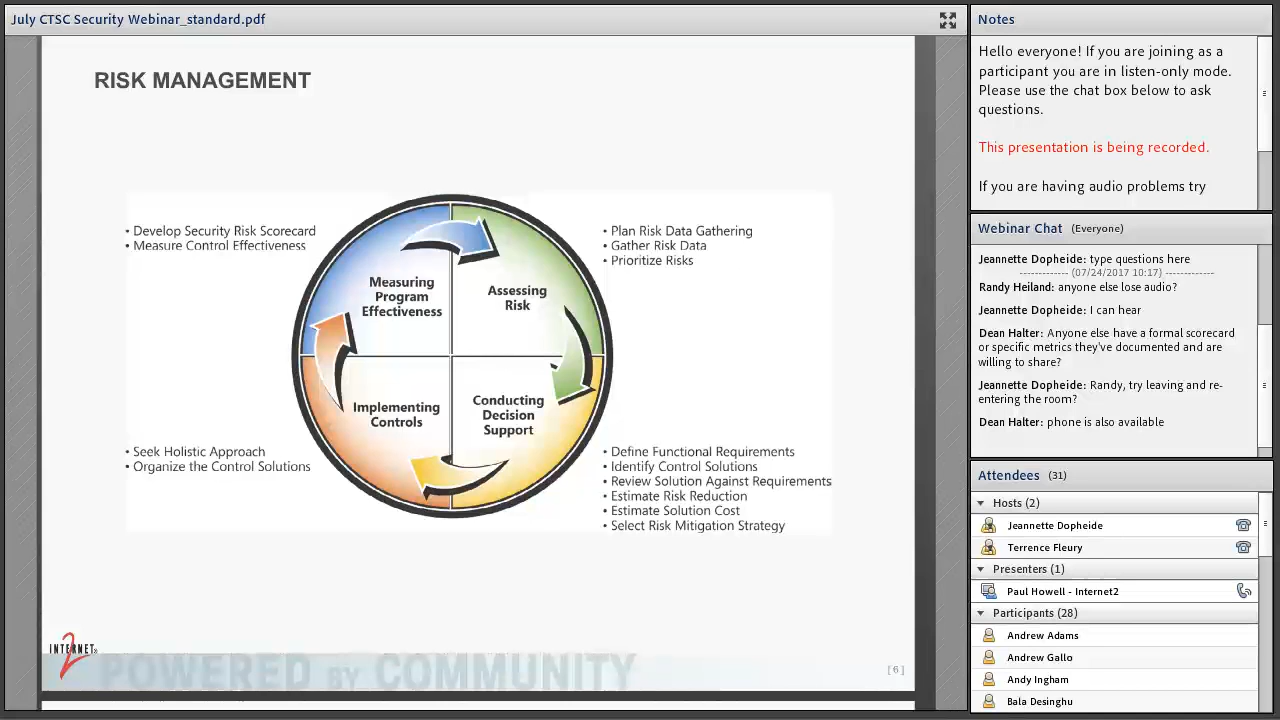 July CTSC Security Webinar_standard.pdf
RISK MANAGEMENT
• Develop Security Risk Scorecard
• Measure Control Effectiveness
• Plan Risk Data Gathering
• Gather Risk Data
• Prioritize Risks
Measuring
Program
Effectiveness
Assessing
Risk
Implementing
Controls
Conducting
Decision
Support
• Seek Holistic Approach
• Organize the Control Solutions
• Define Functional Requirements
• Identify Control Solutions
• Review Solution Against Requirements
• Estimate Risk Reduction
• Estimate Solution Cost
• Select Risk Mitigation Strategy
INTERNET®
2
POWERED BY COMMUNITY
[ 6 ]
Notes
Hello everyone! If you are joining as a
participant you are in listen-only mode.
Please use the chat box below to ask
questions.
This presentation is being recorded.
If you are having audio problems try
Webinar Chat (Everyone)
Jeannette Dopheide: type questions here
------------- (07/24/2017 10:17) -------------
Randy Heiland: anyone else lose audio?
Jeannette Dopheide: I can hear
Dean Halter: Anyone else have a formal scorecard
or specific metrics they've documented and are
willing to share?
Jeannette Dopheide: Randy, try leaving and re-
entering the room?
Dean Halter: phone is also available
Attendees (31)
Hosts (2)
Jeannette Dopheide
Terrence Fleury
Presenters (1)
Paul Howell - Internet2
Participants (28)
Andrew Adams
Andrew Gallo
Andy Ingham
Bala Desinghu